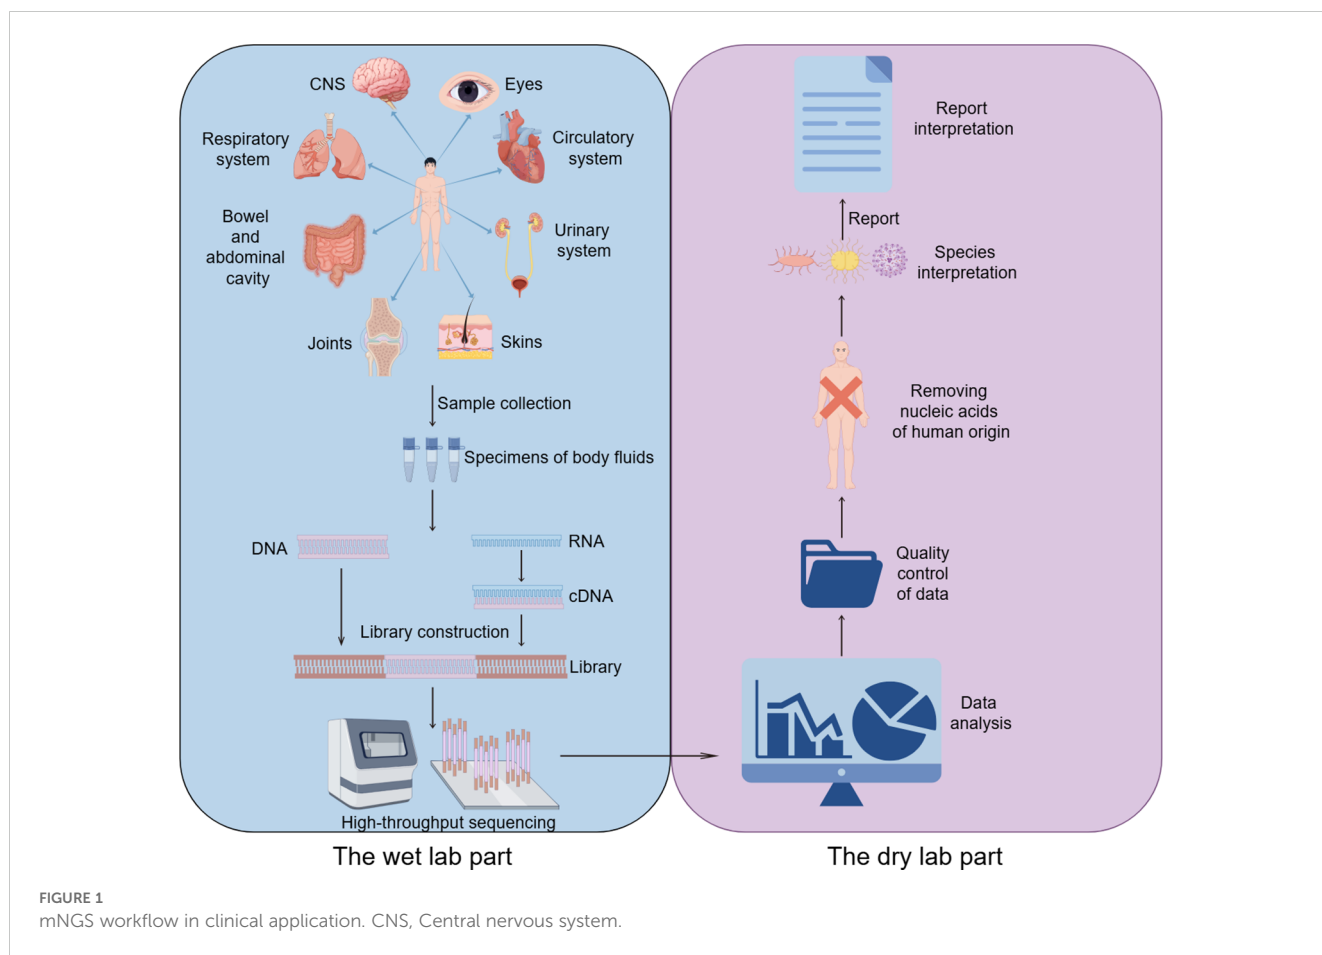 CNS
Eyes
Respiratory
system
Circulatory
system
Bowel
and
abdominal
cavity
Urinary
system
Joints
Skins
Sample collection
Specimens of body fluids
DNA
RNA
cDNA
Library construction
Library
High-throughput sequencing
The wet lab part
Report
interpretation
Report
Species
interpretation
Removing
nucleic acids
of human origin
Quality
control
of data
Data
analysis
The dry lab part
FIGURE 1
mNGS workflow in clinical application. CNS, Central nervous system.